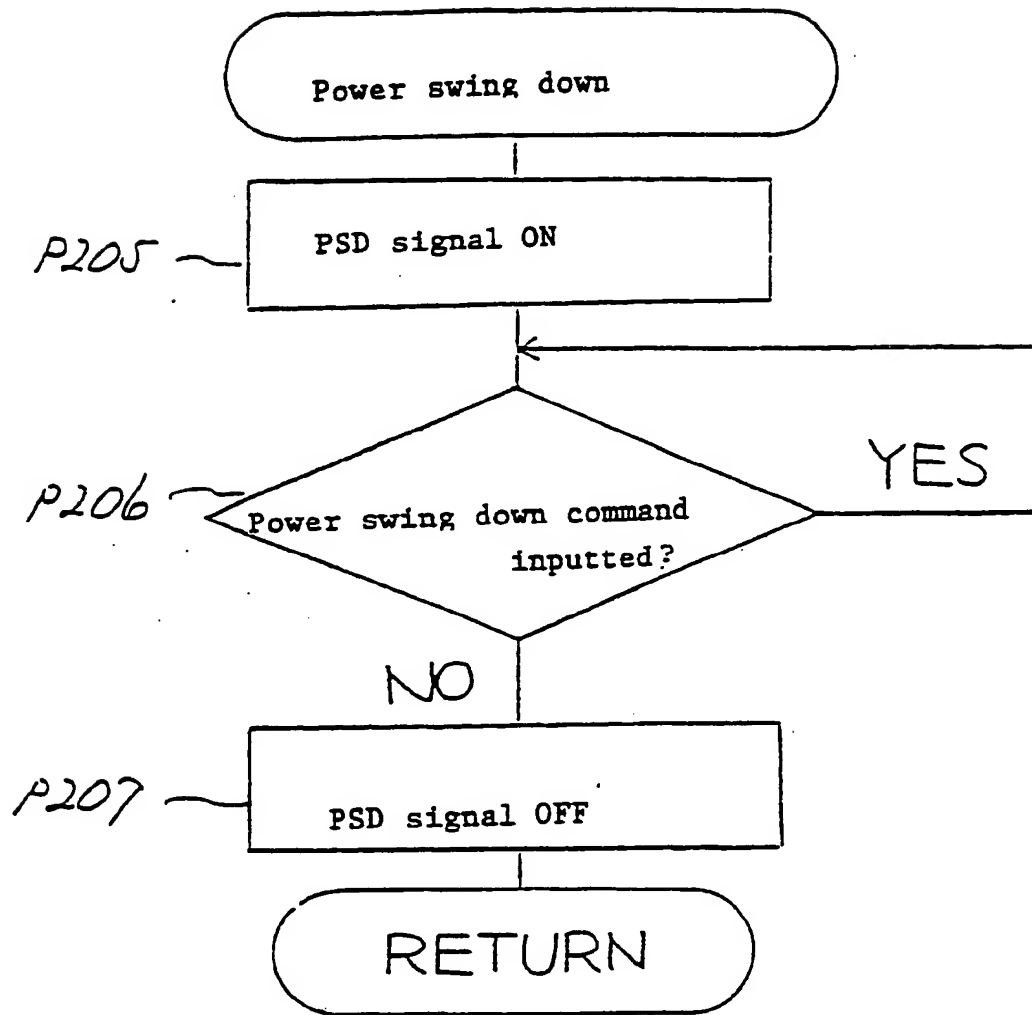 Power swing down
P205
PSD signal ON
YES
P206
Power swing down command
inputted?
NO
P207
PSD signal OFF
RETURN